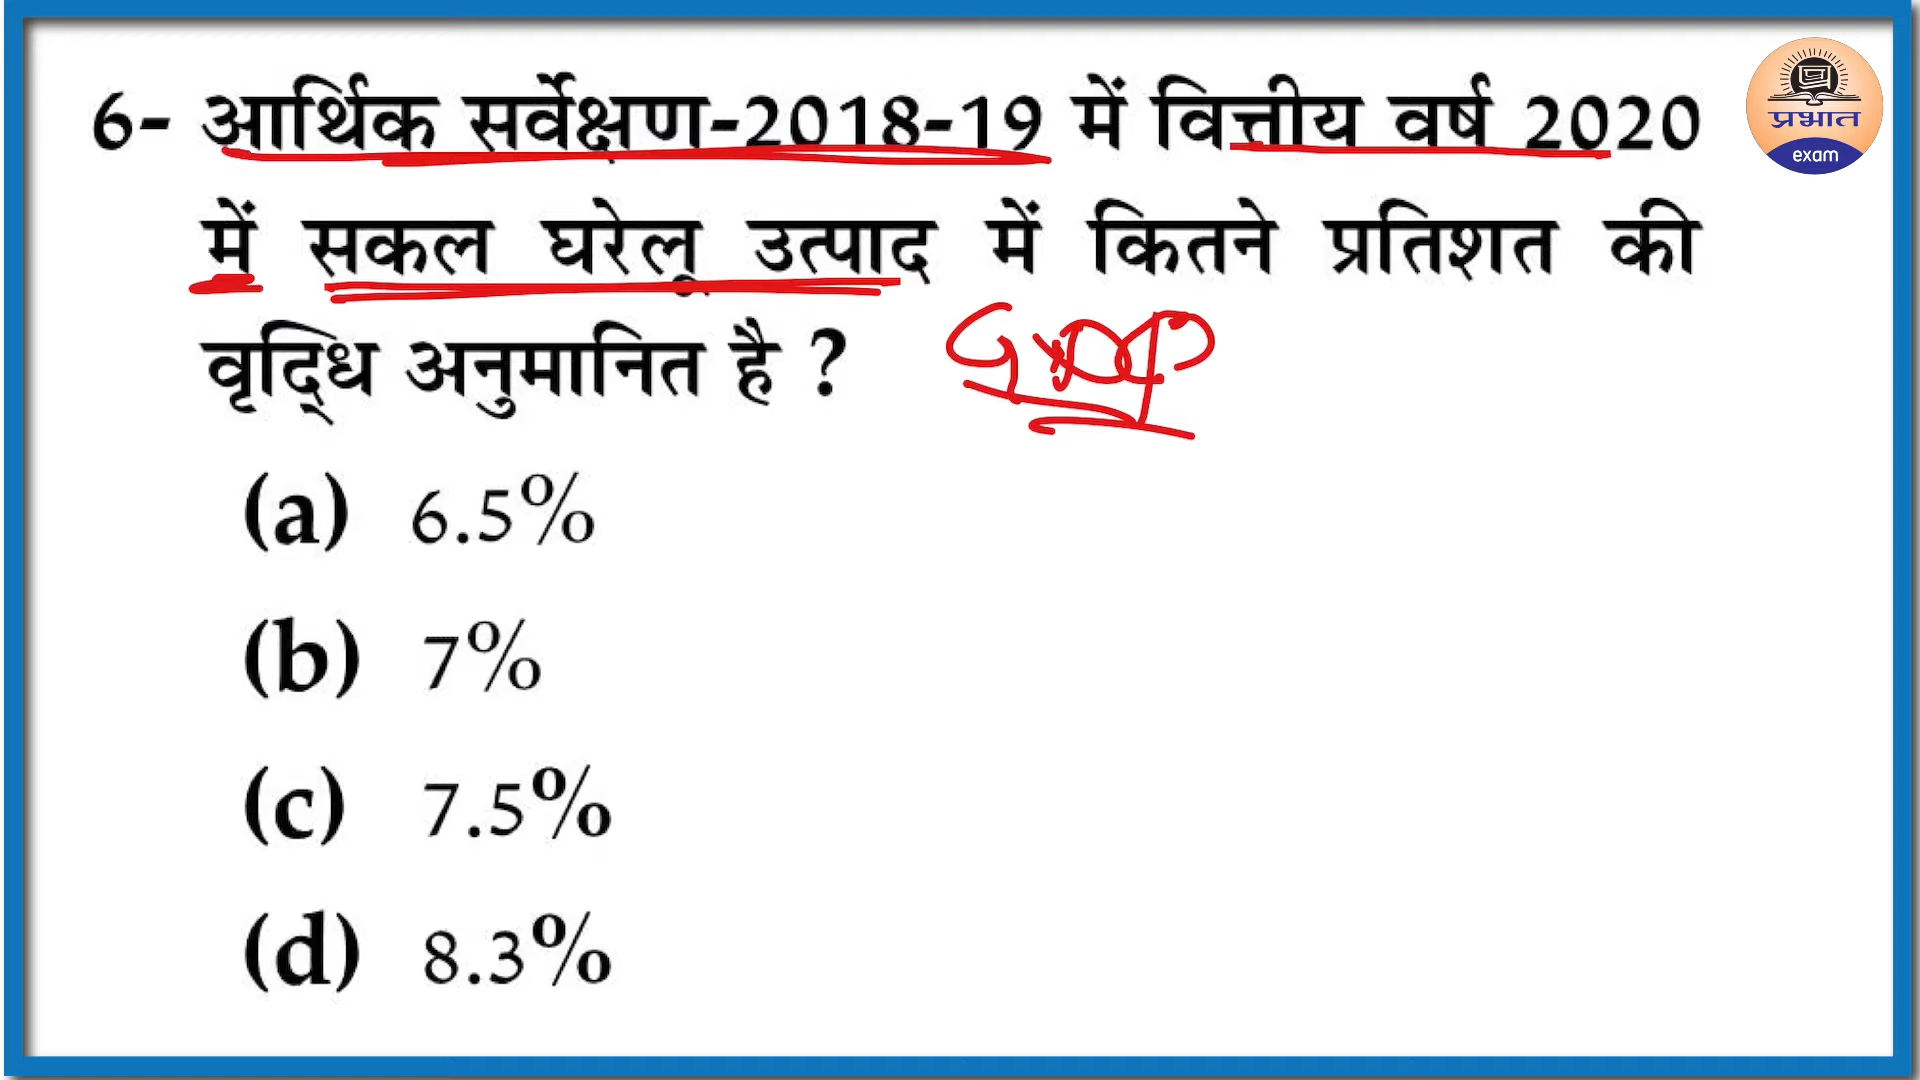 6- आर्थिक सर्वेक्षण-2018-19 में वित्तीय वर्ष 2020
में सकल घरेलू उत्पाद में कितने प्रतिशत की
वृद्धि अनुमानित है ?
GDP
(a) 6.5%
(b) 7%
(c) 7.5%
(d) 8.3%
प्रभात
exam